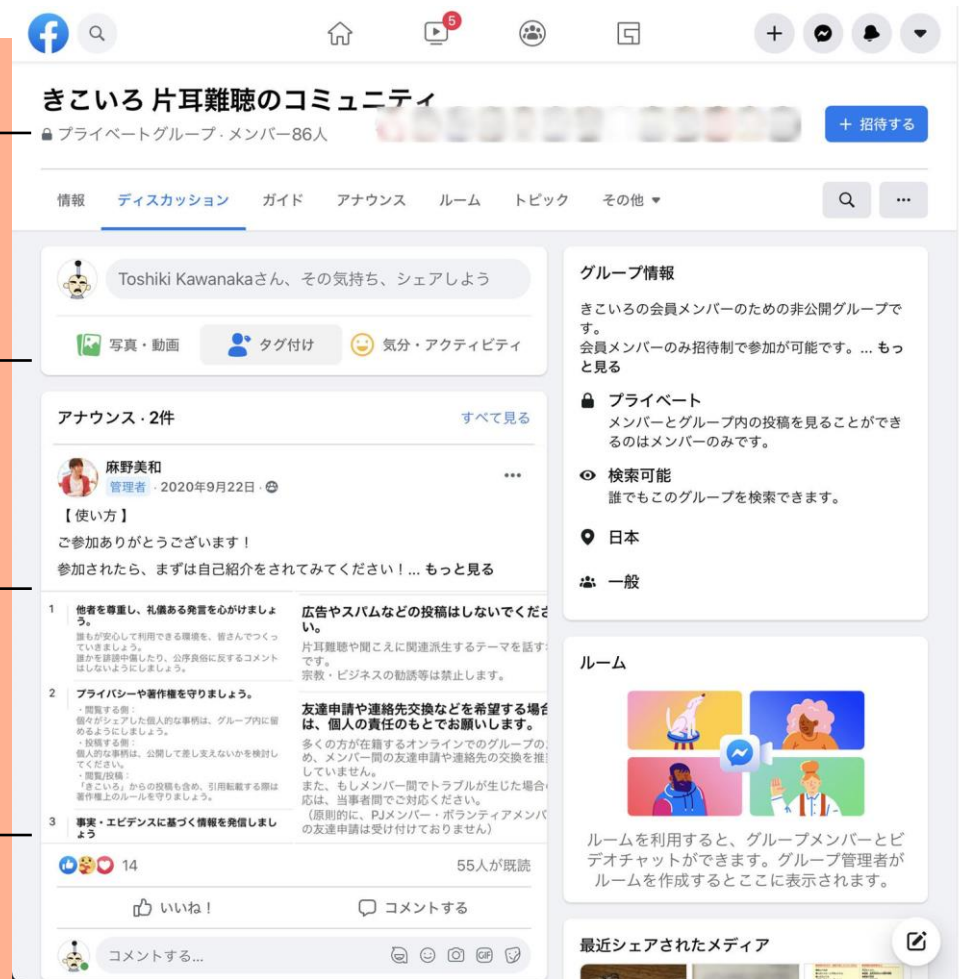 5
きこいろ 片耳難聴のコミュニティ
プライベートグループ · メンバー86人
+ 招待する
情報 ディスカッション ガイド アナウンス ルーム トピック その他
Toshiki Kawanakaさん、その気持ち、シェアしよう
写真・動画 タグ付け 気分・アクティビティ
アナウンス · 2件 すべて見る
麻野美和
管理者 · 2020年9月22日 ·
【使い方】
ご参加ありがとうございます！
参加されたら、まずは自己紹介をされてみてください！... もっと見る
1 他者を尊重し、礼儀ある発言を心がけましょ
う。
誰もが安心して利用できる環境を、皆さんでつくっ
ていきましょう。
誰かを誹謗中傷したり、公序良俗に反するコメント
はしないようにしましょう。
2 プライバシーや著作権を守りましょう。
・閲覧する側：
個々がシェアした個人的な事柄は、グループ内に留
めるようにしましょう。
・投稿する側：
個人的な事柄は、公開して差し支えないかを検討し
てください。
・閲覧/投稿：
「きこいろ」からの投稿も含め、引用転載する際は
著作権上のルールを守りましょう。
3 事実・エビデンスに基づく情報を発信しまし
ょう
広告やスパムなどの投稿はしないでくださ
い。
片耳難聴や聞こえに関連派生するテーマを話す
です。
宗教・ビジネスの勧誘等は禁止します。
友達申請や連絡先交換などを希望する場合
は、個人の責任のもとでお願いします。
多くの方が在籍するオンラインでのグループの
め、メンバー間の友達申請や連絡先の交換を推
していません。
また、もしメンバー間でトラブルが生じた場合
応は、当事者間でご対応ください。
（原則的に、PJメンバー・ボランティアメンバ
の友達申請は受け付けておりません）
14 55人が既読
いいね！ コメントする
コメントする...
GIF
グループ情報
きこいろの会員メンバーのための非公開グループで
す。
会員メンバーのみ招待制で参加が可能です。... もっ
と見る
プライベート
メンバーとグループ内の投稿を見ることができ
るのはメンバーのみです。
検索可能
誰でもこのグループを検索できます。
日本
一般
ルーム
ルームを利用すると、グループメンバーとビ
デオチャットができます。グループ管理者が
ルームを作成するとここに表示されます。
最近シェアされたメディア